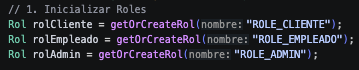 // 1. Inicializar Roles
Rol rolCliente = getOrCreateRol(nombre: "ROLE_CLIENTE");
Rol rolEmpleado = getOrCreateRol(nombre: "ROLE_EMPLEADO");
Rol rolAdmin = getOrCreateRol(nombre: "ROLE_ADMIN");